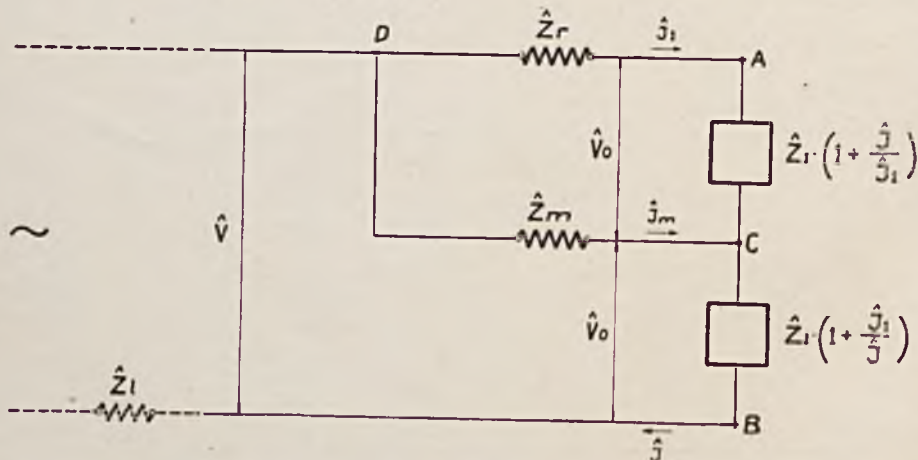 D
Ẑr
Ĵ1
A
V̂o
Ẑ1·(1 + Ĵ/Ĵ1)
Ẑm
Ĵm
C
~
V̂
V̂o
Ẑ1·(1 + Ĵ1/Ĵ)
Ẑl
B
Ĵ